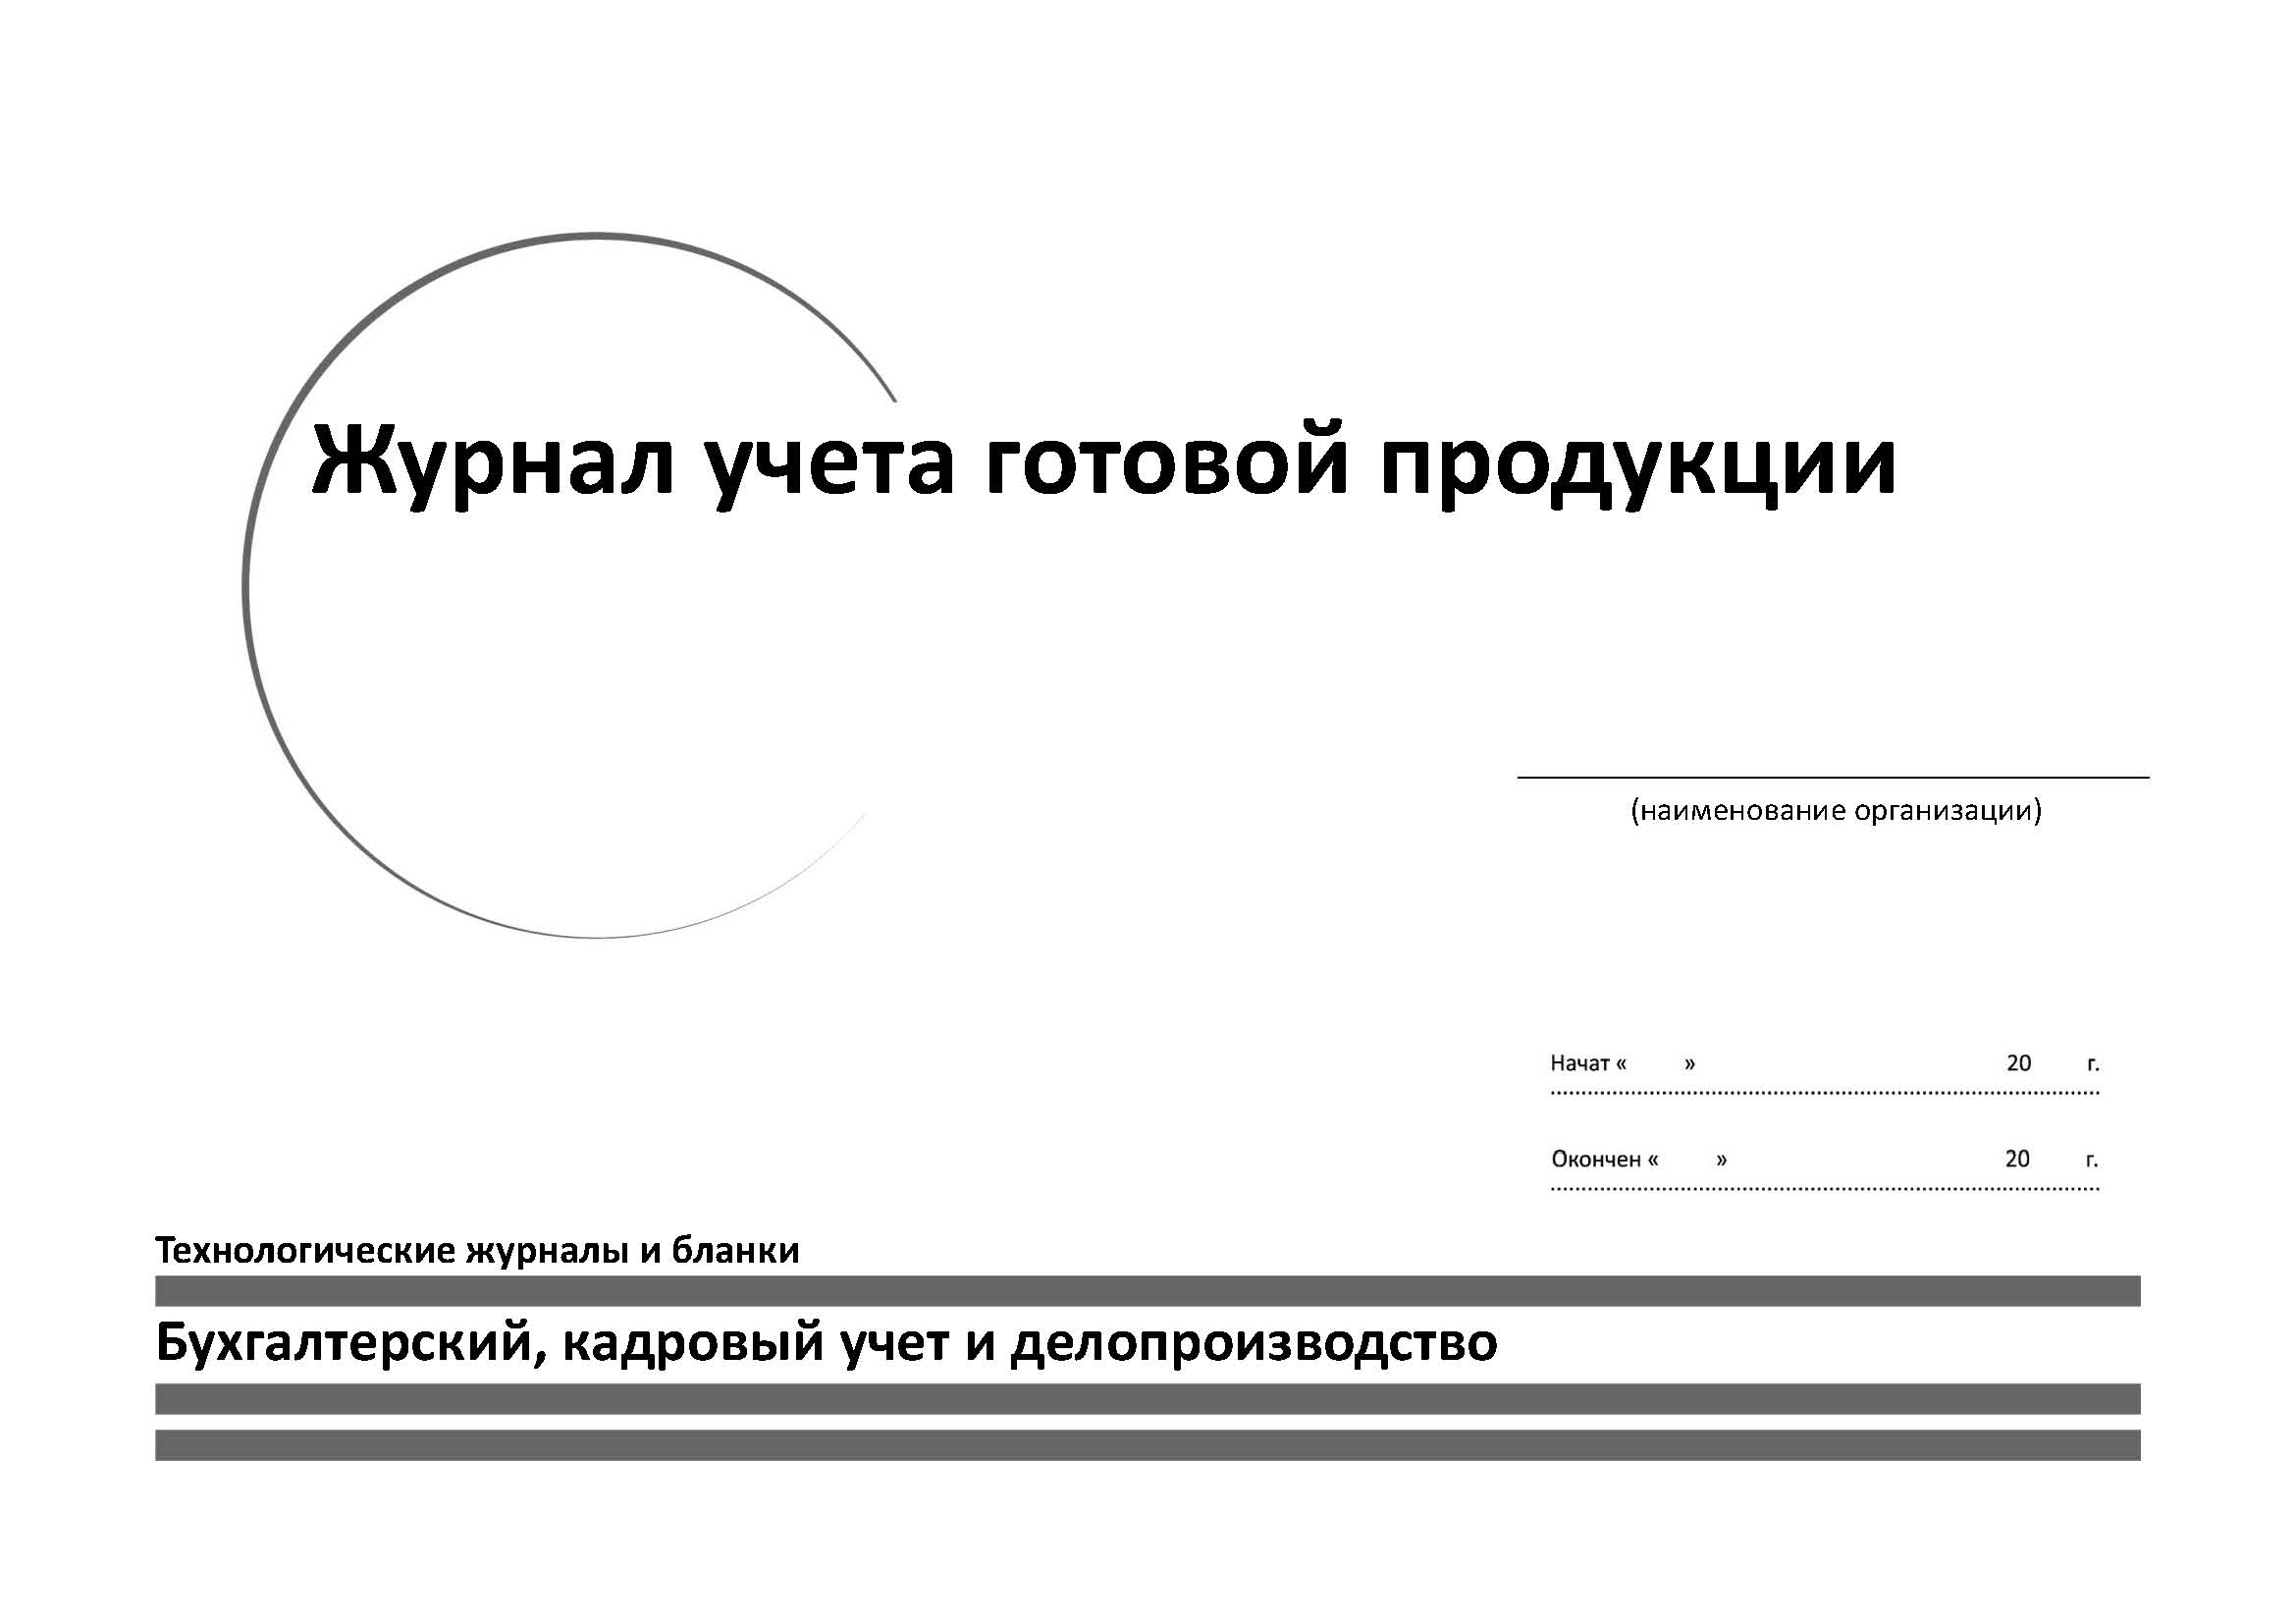 Журнал учета готовой продукции
(наименование организации)
Начат « » 20 г.
Окончен « » 20 г.
Технологические журналы и бланки
Бухгалтерский, кадровый учет и делопроизводство